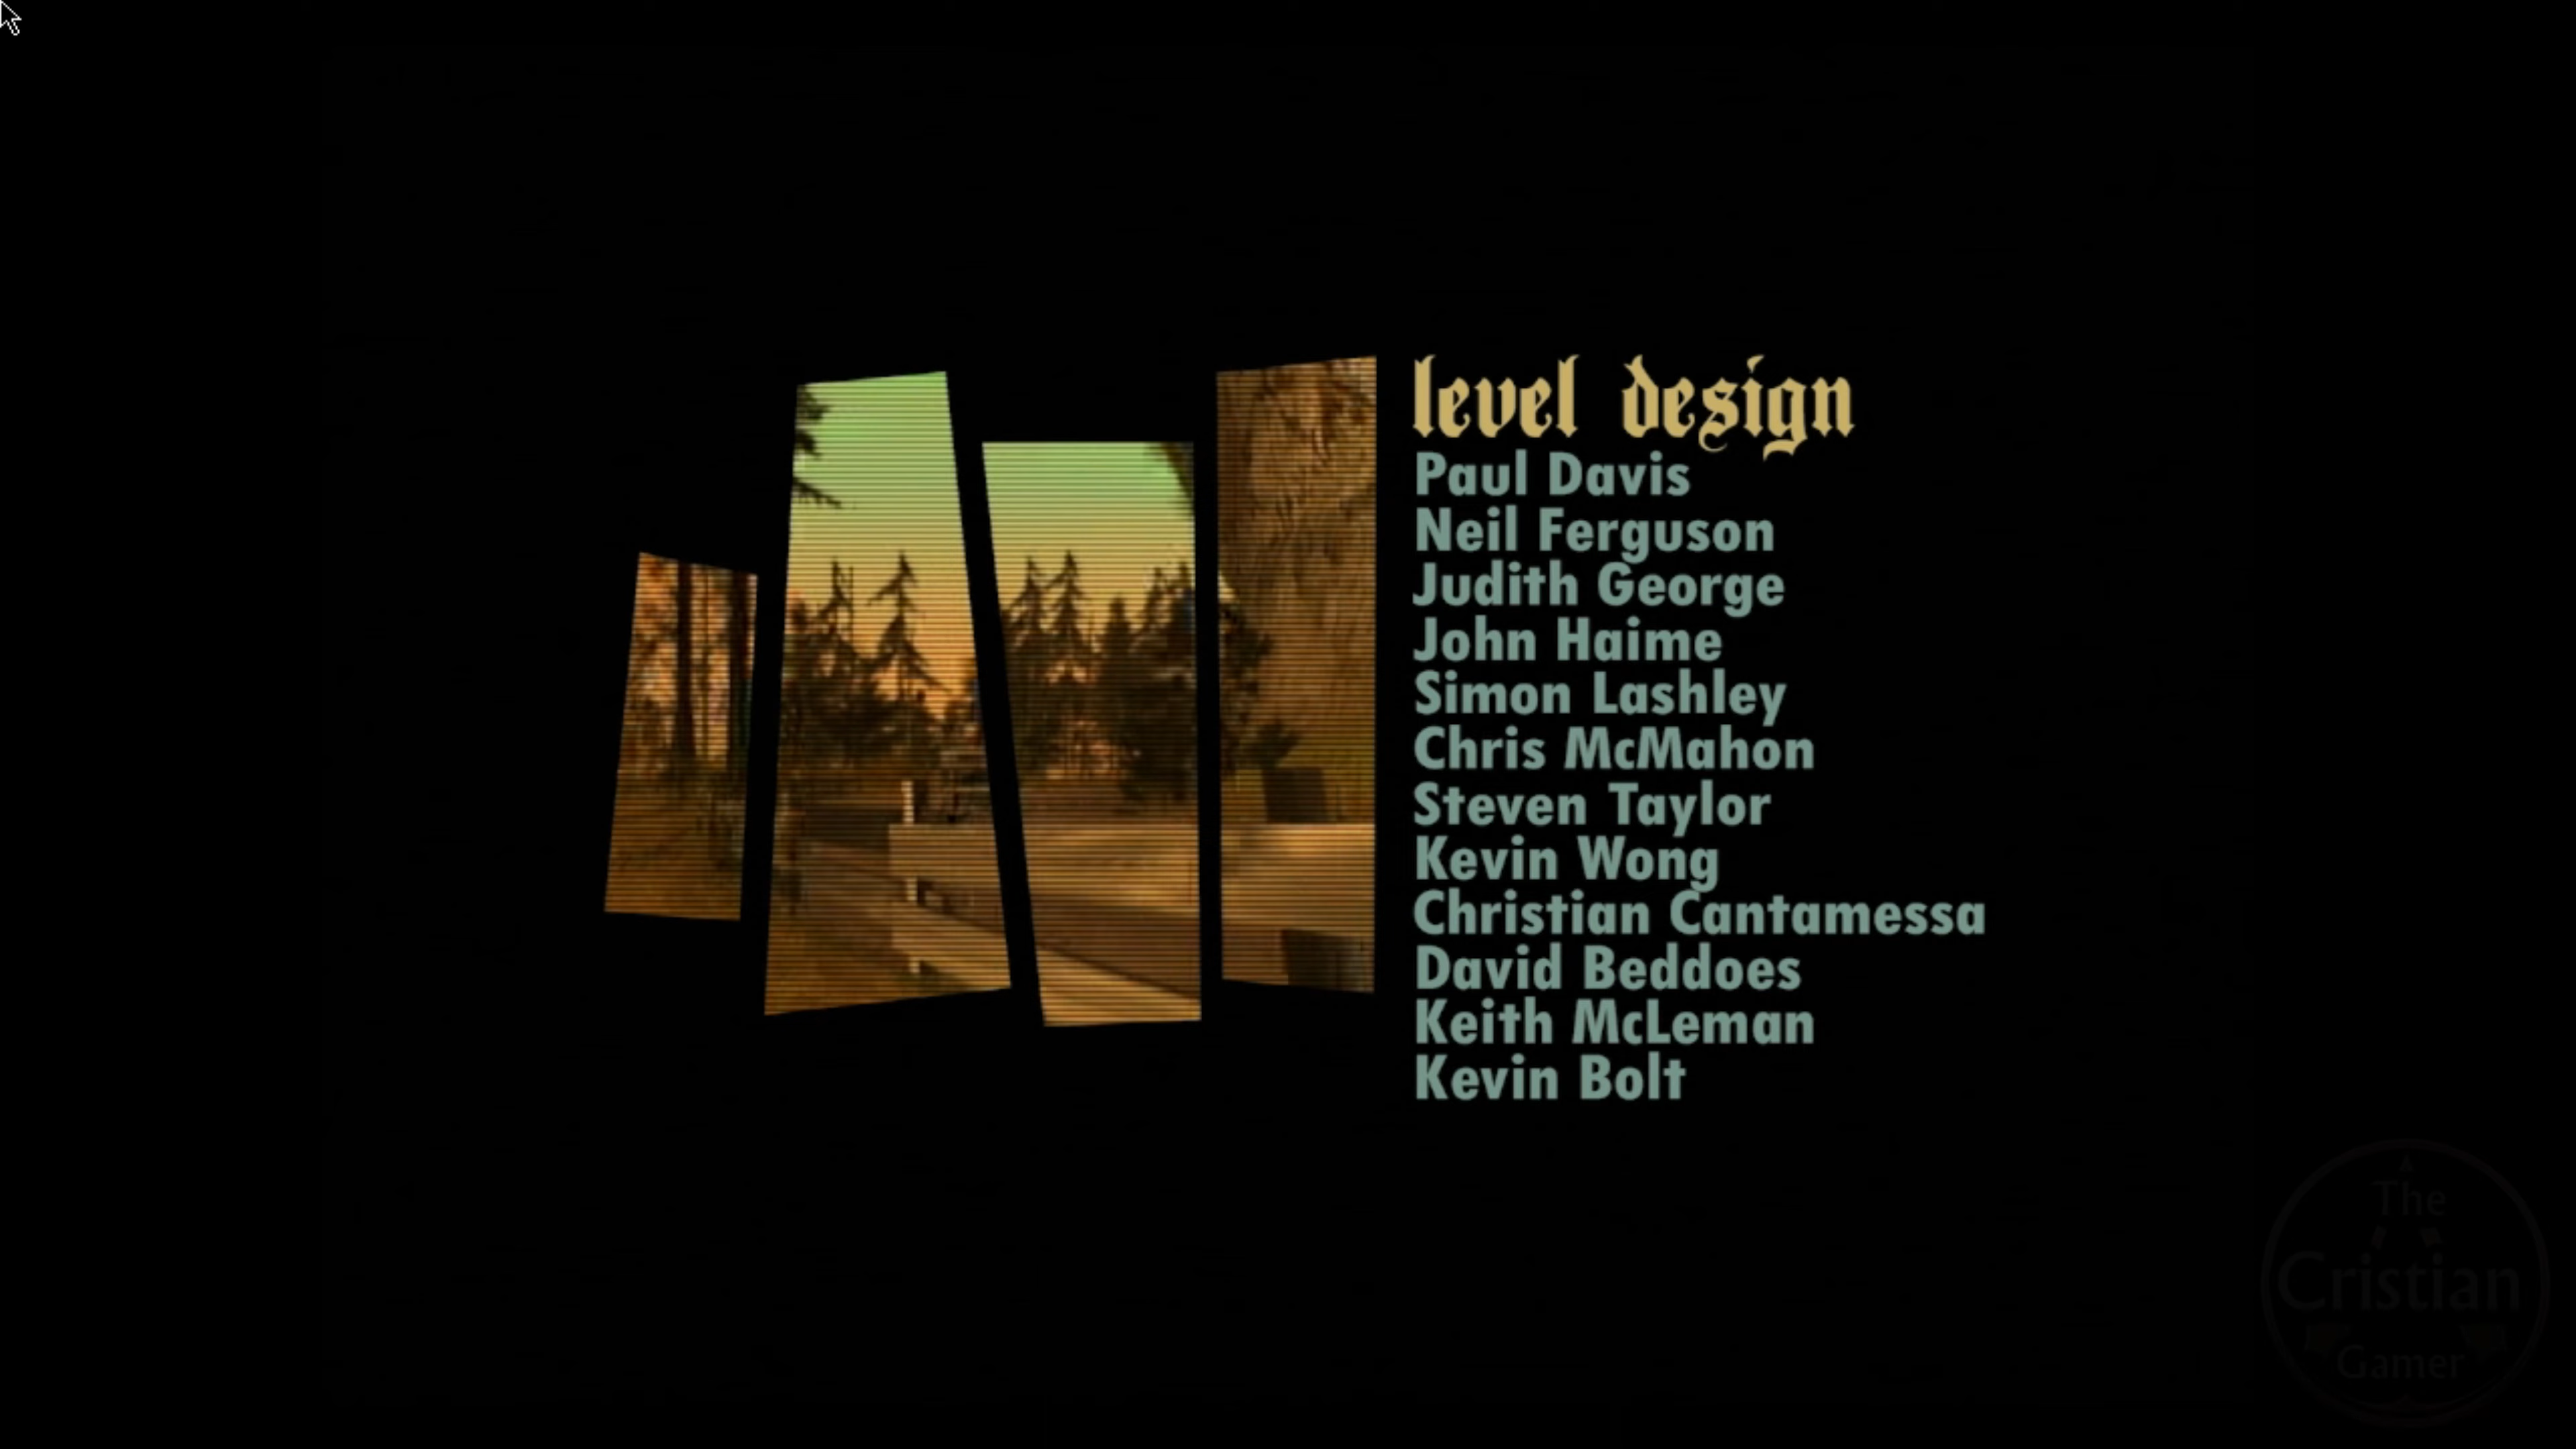 level design
Paul Davis
Neil Ferguson
Judith George
John Haime
Simon Lashley
Chris McMahon
Steven Taylor
Kevin Wong
Christian Cantamessa
David Beddoes
Keith McLeman
Kevin Bolt
The
Cristian
Gamer